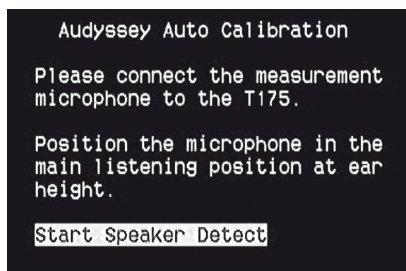 Audyssey Auto Calibration
Please connect the measurement
microphone to the T175.
Position the microphone in the
main listening position at ear
height.
Start Speaker Detect